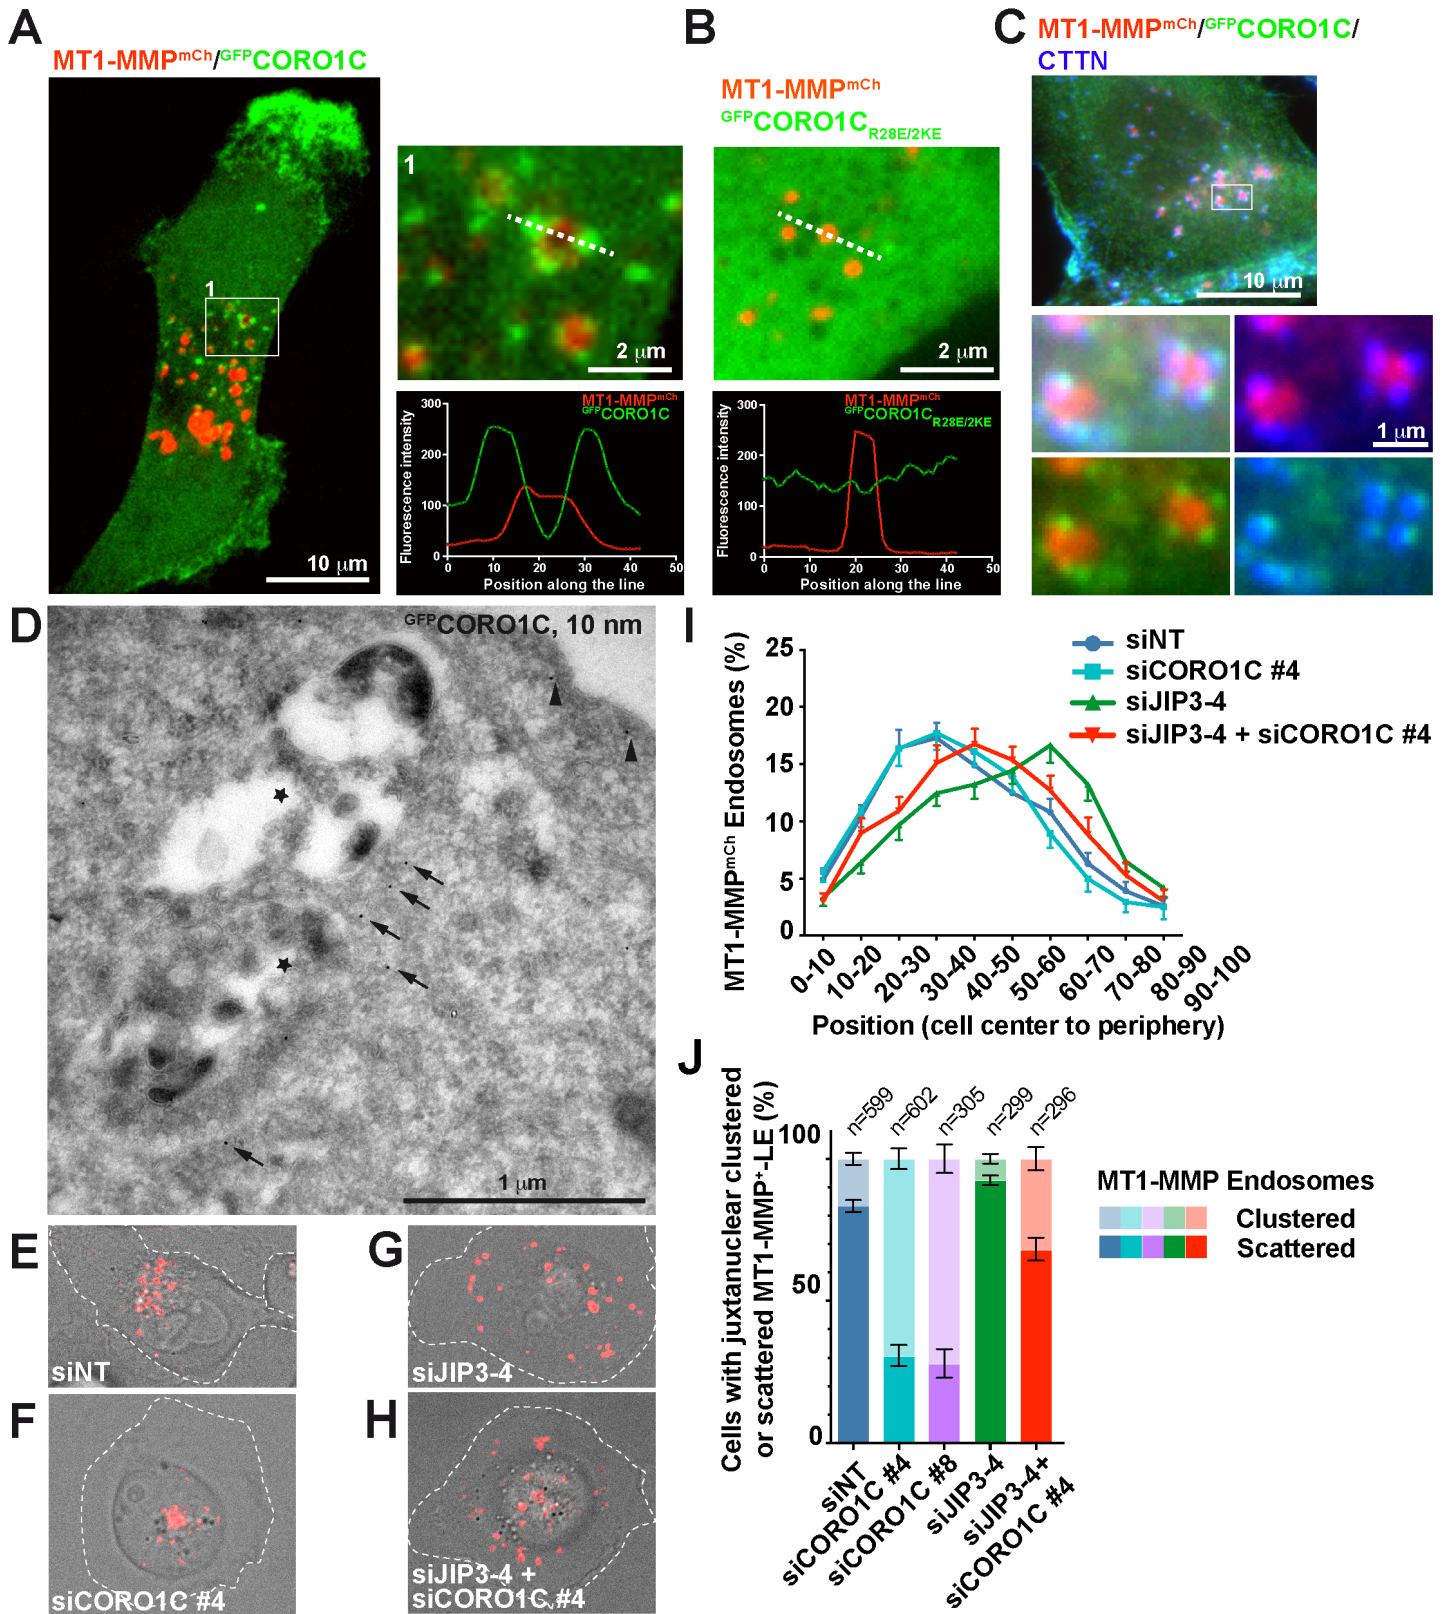 A
MT1-MMPmCh/GFPCORO1C
1
10 μm
1
2 μm
300
200
100
0
Fluorescence intensity
MT1-MMPmCh
GFPCORO1C
0 10 20 30 40 50
Position along the line
B
MT1-MMPmCh
GFPCORO1CR28E/2KE
2 μm
300
200
100
0
Fluorescence intensity
MT1-MMPmCh
GFPCORO1CR28E/2KE
0 10 20 30 40 50
Position along the line
C
MT1-MMPmCh/GFPCORO1C/
CTTN
10 μm
1 μm
D
GFPCORO1C, 10 nm
1 μm
E
siNT
F
siCORO1C #4
G
siJIP3-4
H
siJIP3-4 +
siCORO1C #4
I
MT1-MMPmCh Endosomes (%)
25
20
15
10
5
0
siNT
siCORO1C #4
siJIP3-4
siJIP3-4 + siCORO1C #4
0-10
10-20
20-30
30-40
40-50
50-60
60-70
70-80
80-90
90-100
Position (cell center to periphery)
J
Cells with juxtanuclear clustered
or scattered MT1-MMP+-LE (%)
100
50
0
n=599
n=602
n=305
n=299
n=296
siNT
siCORO1C #4
siCORO1C #8
siJIP3-4
siJIP3-4+
siCORO1C #4
MT1-MMP Endosomes
Clustered
Scattered